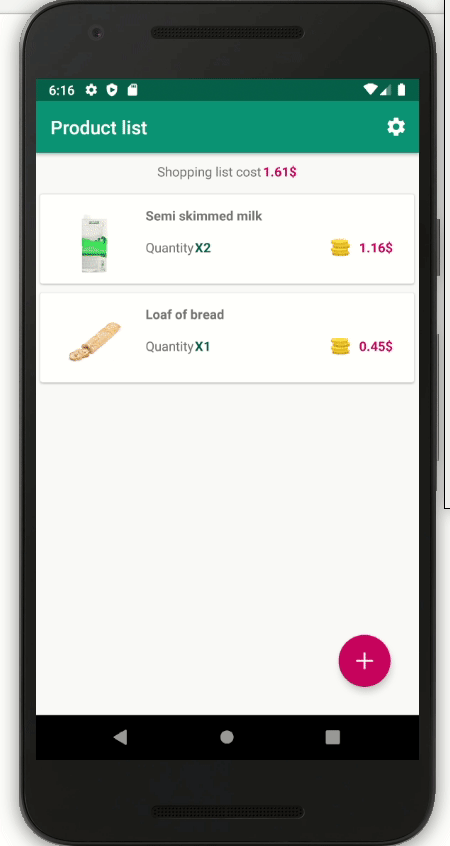 6:16
Product list
Shopping list cost 1.61$
Semi skimmed milk
Quantity X2 1.16$
Loaf of bread
Quantity X1 0.45$